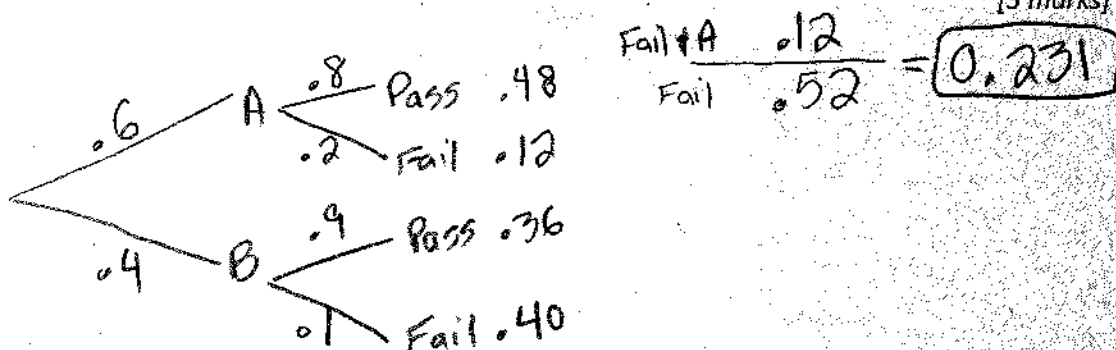 [3 marks]
Fail & A .12
Fail .52
= 0.231
.6 A .8 Pass .48
.2 Fail .12
.4 B .9 Pass .36
.1 Fail .40